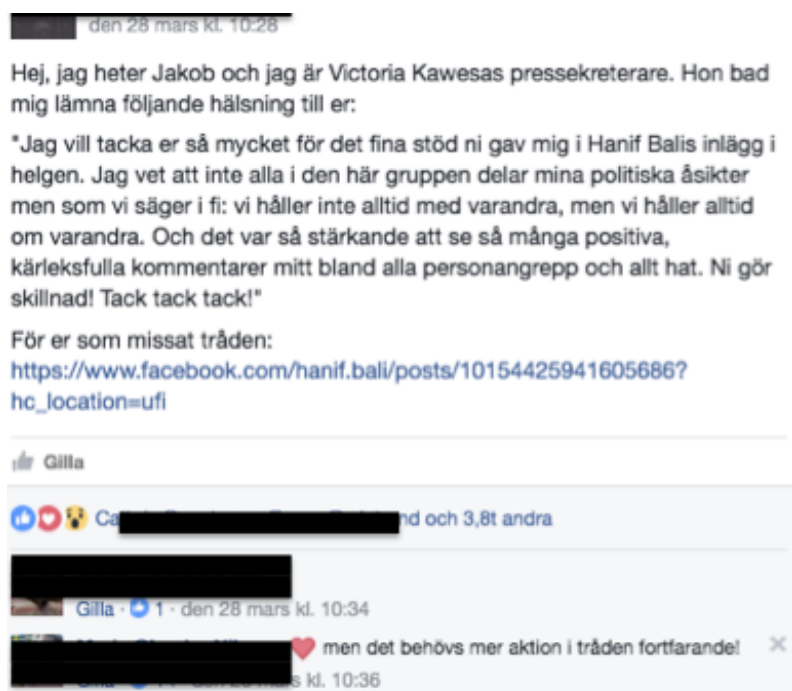 den 28 mars kl. 10:28
Hej, jag heter Jakob och jag är Victoria Kawesas pressekreterare. Hon bad
mig lämna följande hälsning till er:
"Jag vill tacka er så mycket för det fina stöd ni gav mig i Hanif Balis inlägg i
helgen. Jag vet att inte alla i den här gruppen delar mina politiska åsikter
men som vi säger i fi: vi håller inte alltid med varandra, men vi håller alltid
om varandra. Och det var så stärkande att se så många positiva,
kärleksfulla kommentarer mitt bland alla personangrepp och allt hat. Ni gör
skillnad! Tack tack tack!"
För er som missat tråden:
https://www.facebook.com/hanif.bali/posts/10154425941605686?
hc_location=ufi
Gilla
och 3,8t andra
Gilla · 1 · den 28 mars kl. 10:34
men det behövs mer aktion i tråden fortfarande!
kl. 10:36